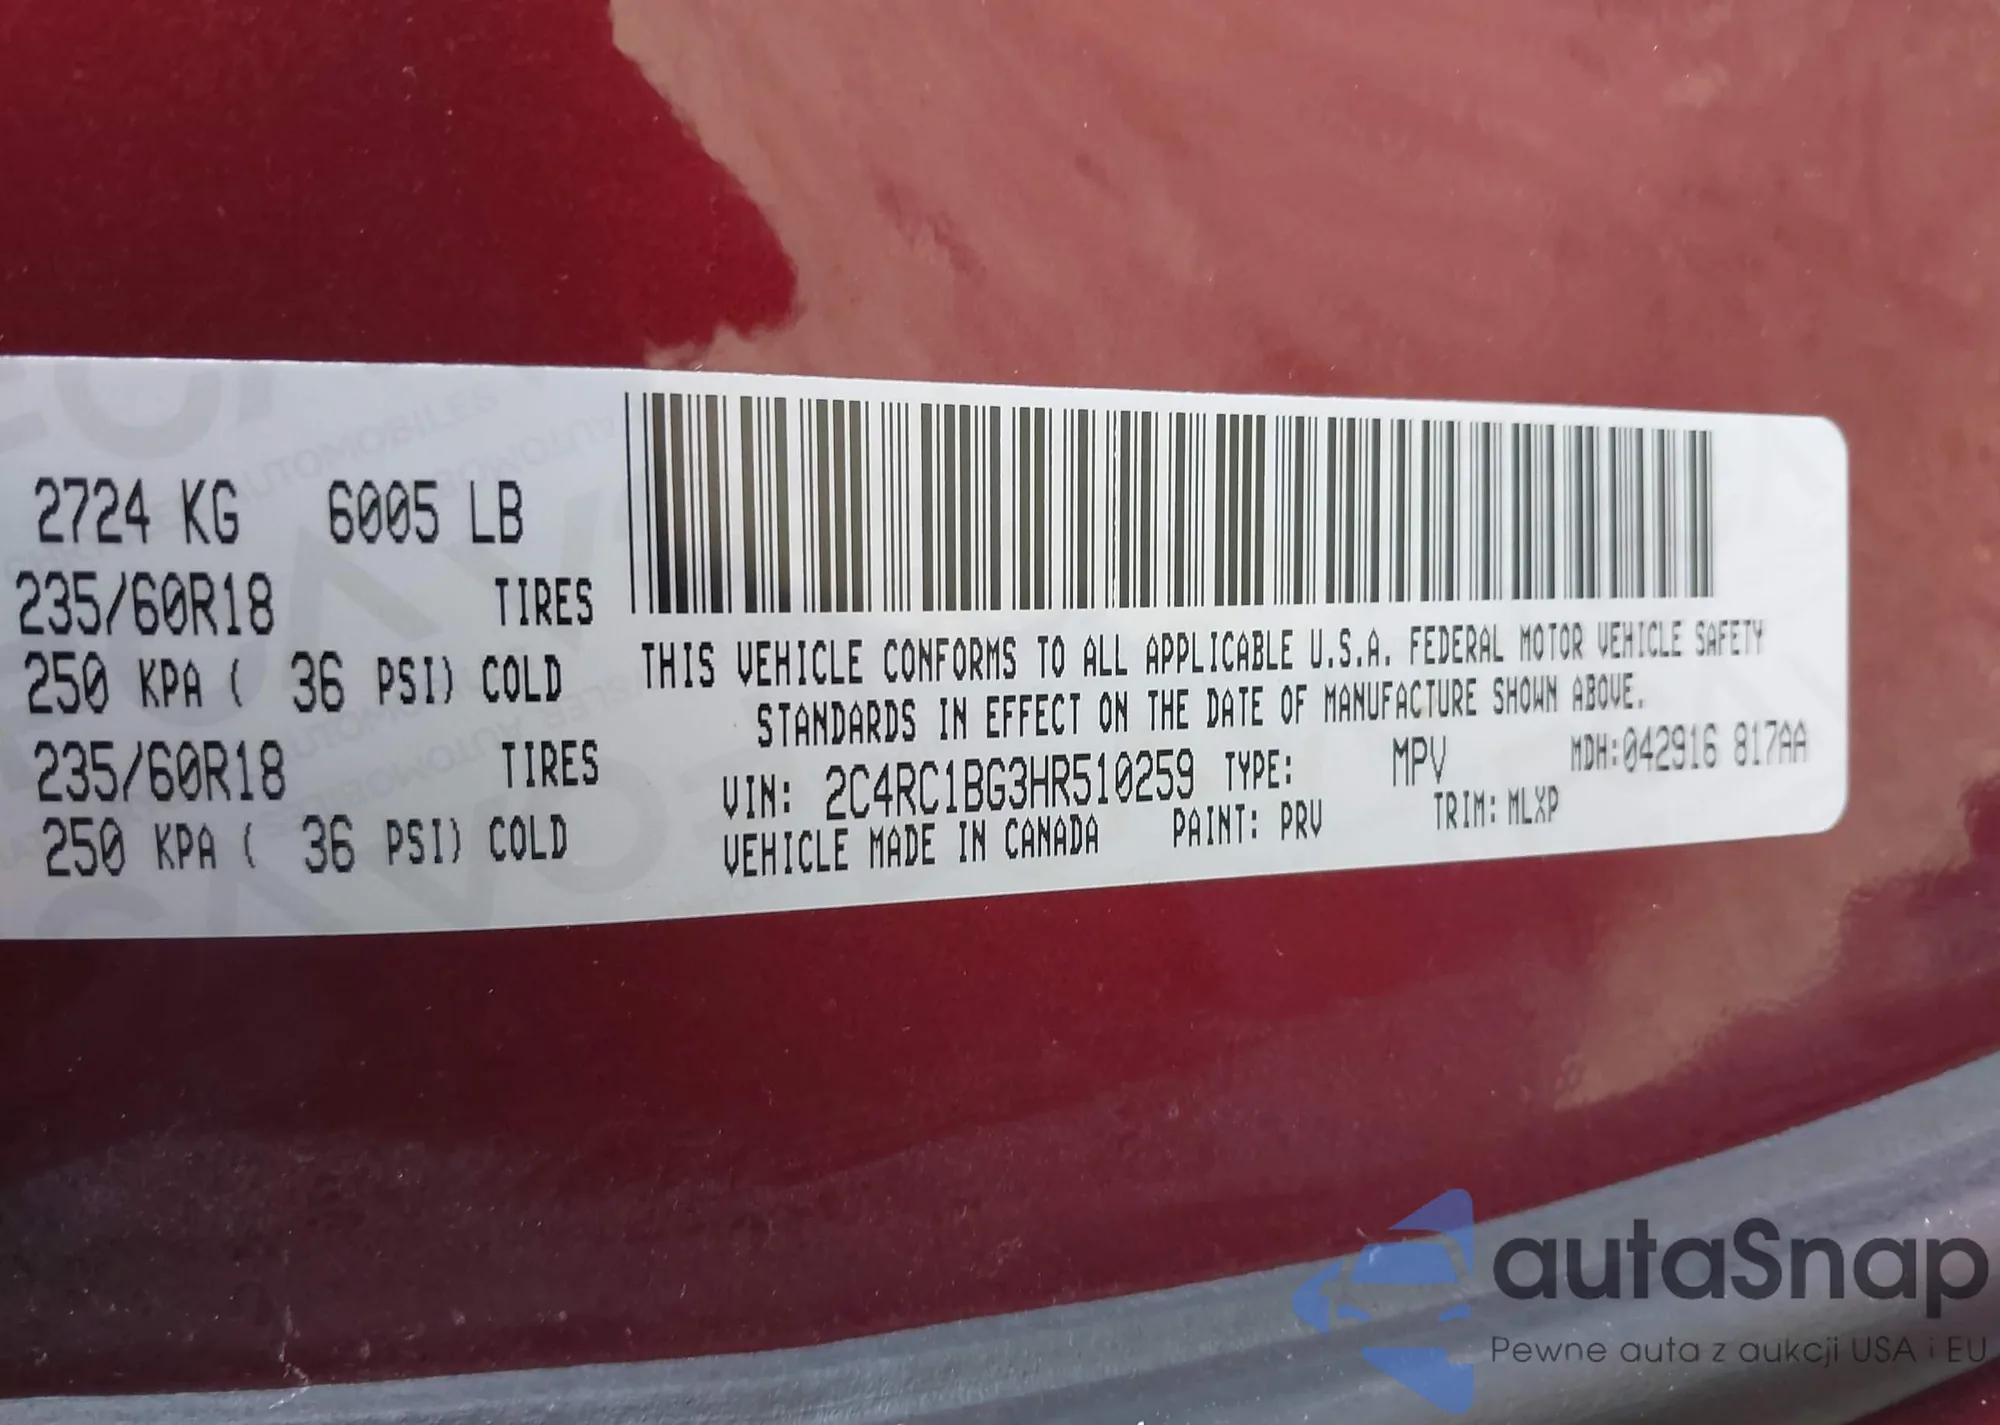 2724 KG 6005 LB
235/60R18 TIRES
250 KPA ( 36 PSI) COLD
235/60R18 TIRES
250 KPA ( 36 PSI) COLD
THIS VEHICLE CONFORMS TO ALL APPLICABLE U.S.A. FEDERAL MOTOR VEHICLE SAFETY
STANDARDS IN EFFECT ON THE DATE OF MANUFACTURE SHOWN ABOVE.
VIN: 2C4RC1BG3HR510259 TYPE: MPV MDH:042916 817AA
VEHICLE MADE IN CANADA PAINT: PRV TRIM: MLXP
autaSnap
Pewne auta z aukcji USA i EU